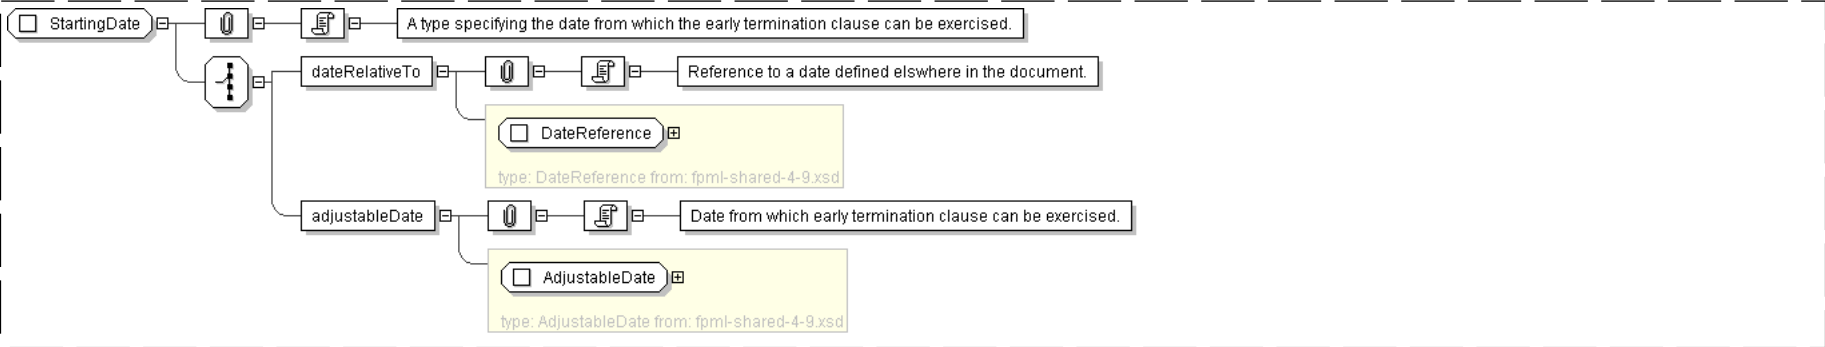 StartingDate
A type specifying the date from which the early termination clause can be exercised.
dateRelativeTo
Reference to a date defined elswhere in the document.
DateReference
type: DateReference from: fpml-shared-4-9.xsd
adjustableDate
Date from which early termination clause can be exercised.
AdjustableDate
type: AdjustableDate from: fpml-shared-4-9.xsd